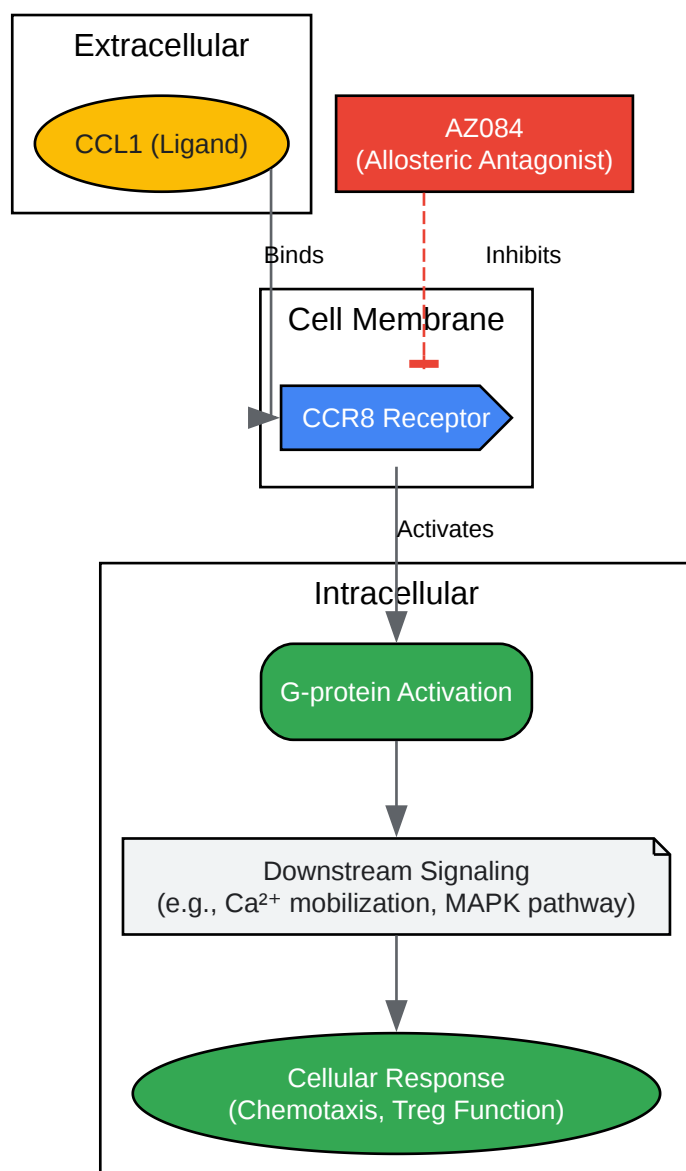 Extracellular
CCL1 (Ligand)
AZ084
(Allosteric Antagonist)
Binds
Inhibits
Cell Membrane
CCR8 Receptor
Activates
Intracellular
G-protein Activation
Downstream Signaling
(e.g., Ca²⁺ mobilization, MAPK pathway)
Cellular Response
(Chemotaxis, Treg Function)